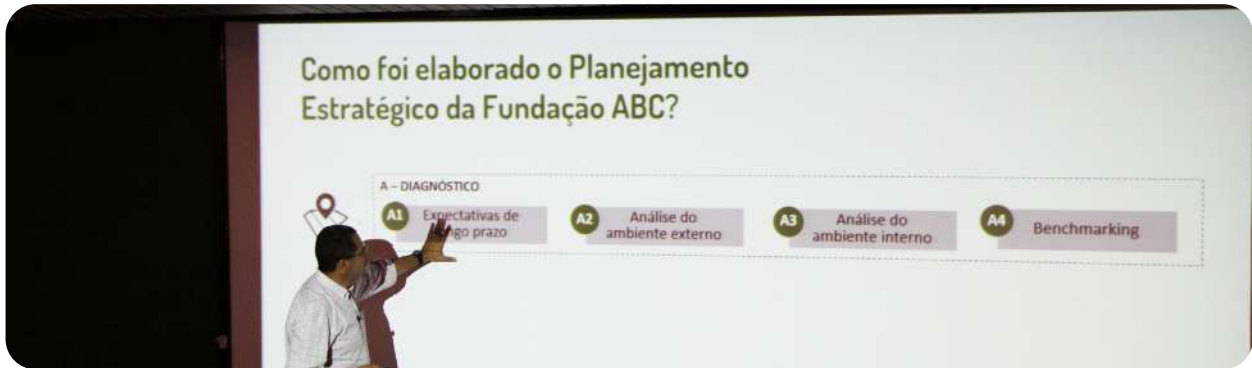 Como foi elaborado o Planejamento
Estratégico da Fundação ABC?
A – DIAGNÓSTICO
A1 Expectativas de
longo prazo
A2 Análise do
ambiente externo
A3 Análise do
ambiente interno
A4 Benchmarking